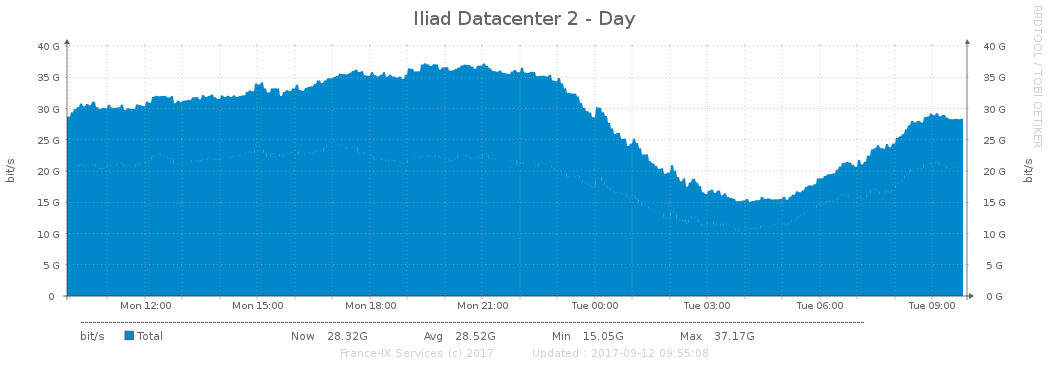 Iliad Datacenter 2 - Day
RRDTOOL / TOBI OETIKER
40 G 40 G
35 G 35 G
30 G 30 G
25 G 25 G
20 G 20 G
15 G 15 G
10 G 10 G
5 G 5 G
0 0 G
bit/s bit/s
Mon 12:00 Mon 15:00 Mon 18:00 Mon 21:00 Tue 00:00 Tue 03:00 Tue 06:00 Tue 09:00
bit/s Total Now 28.32G Avg 28.52G Min 15.05G Max 37.17G
France-IX Services (c) 2017 Updated : 2017-09-12 09:55:08